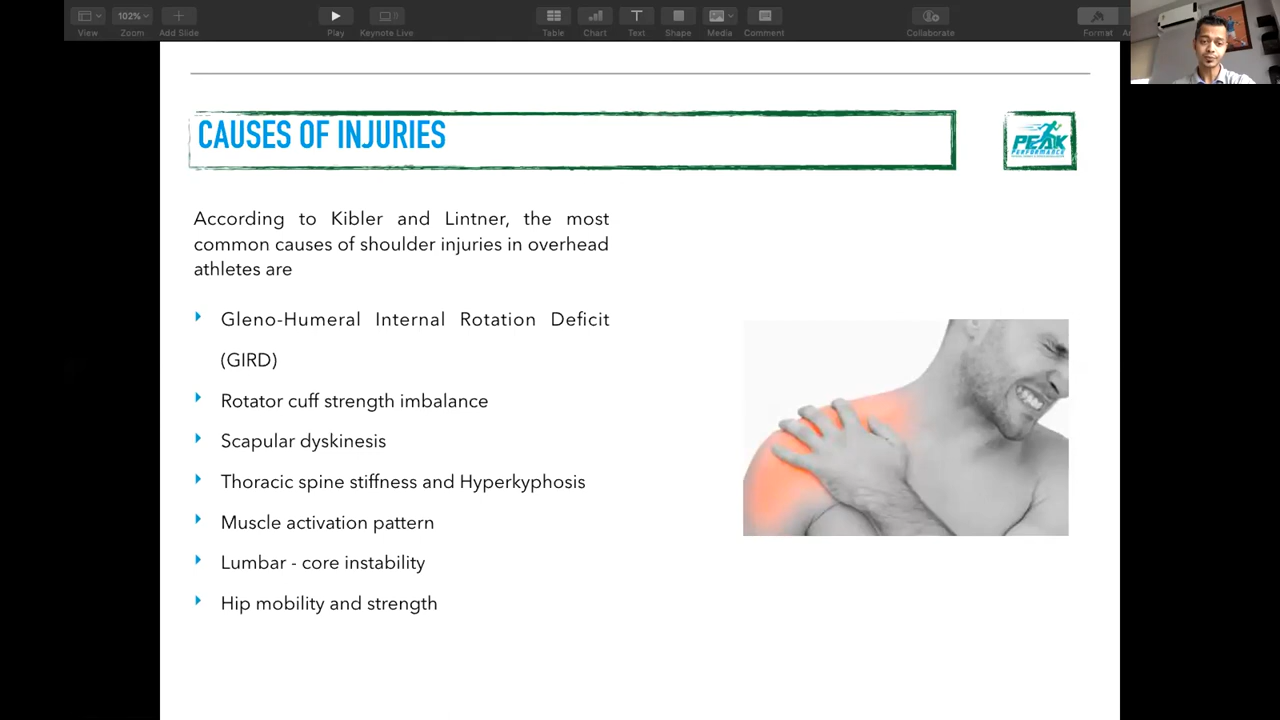 102%
View
Zoom
Add Slide
Play
Keynote Live
Table
Chart
Text
Shape
Media
Comment
Collaborate
Format
CAUSES OF INJURIES
PEAK
PERFORMANCE
According to Kibler and Lintner, the most
common causes of shoulder injuries in overhead
athletes are
Gleno-Humeral Internal Rotation Deficit
(GIRD)
Rotator cuff strength imbalance
Scapular dyskinesis
Thoracic spine stiffness and Hyperkyphosis
Muscle activation pattern
Lumbar - core instability
Hip mobility and strength